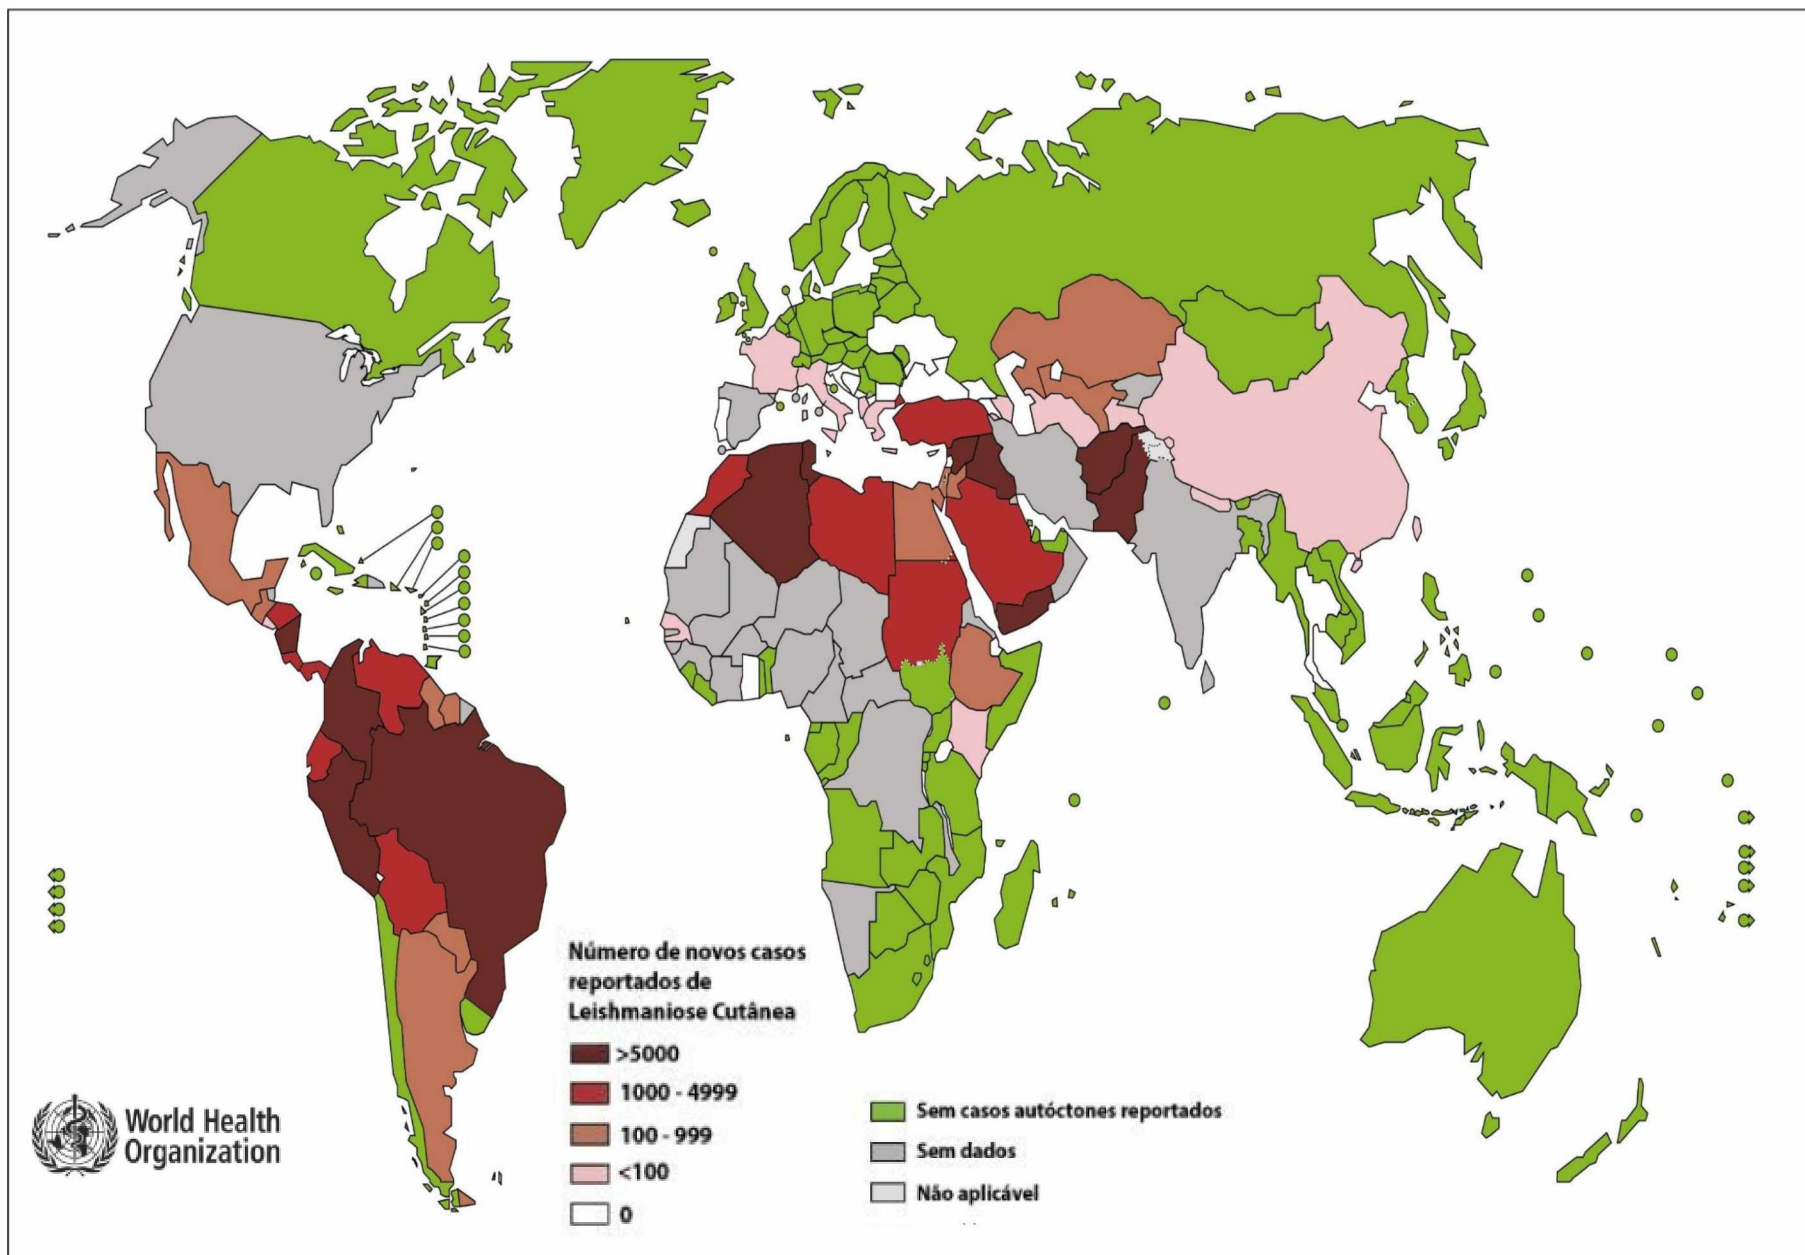 Número de novos casos
reportados de
Leishmaniose Cutânea
>5000
1000 - 4999
100 - 999
<100
0
Sem casos autóctones reportados
Sem dados
Não aplicável
World Health
Organization